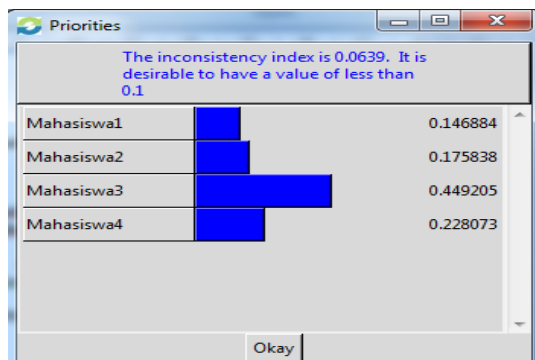 Priorities
The inconsistency index is 0.0639. It is
desirable to have a value of less than
0.1
Mahasiswa1 0.146884
Mahasiswa2 0.175838
Mahasiswa3 0.449205
Mahasiswa4 0.228073
Okay